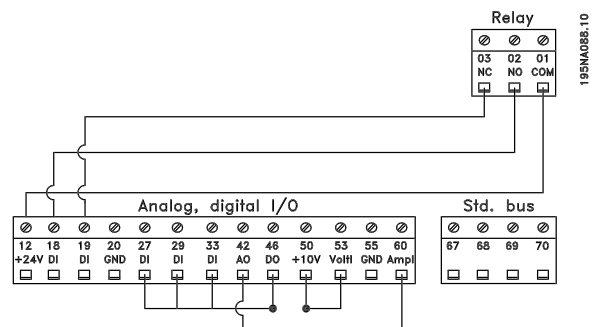 Relay
03 02 01
NC NO COM
195NA088.10
Analog, digital I/O
12 18 19 20 27 29 33 42 46 50 53 55 60
+24V DI DI GND DI DI DI AO DO +10V VoltI GND AmpI
Std. bus
67 68 69 70